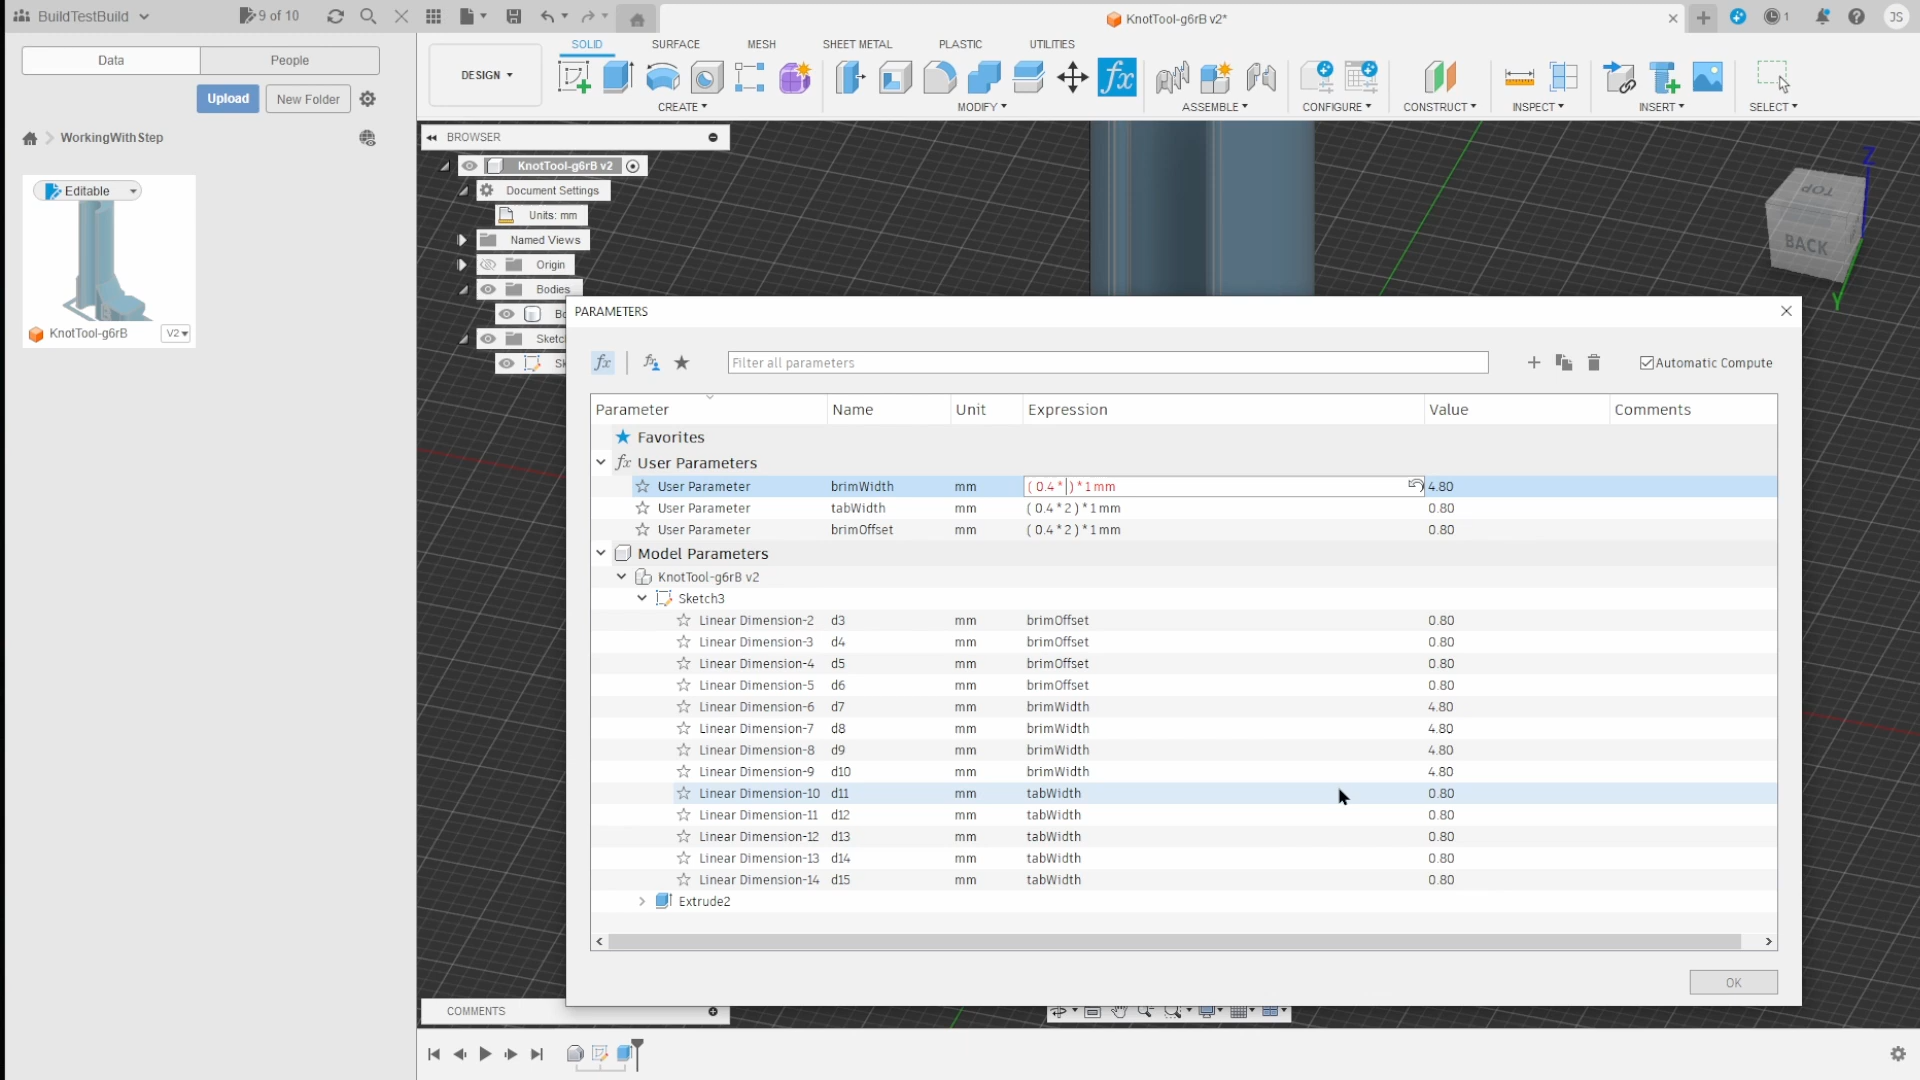 BuildTestBuild
9 of 10
KnotTool-g6rB v2*
1
JS
Data
People
Upload
New Folder
WorkingWithStep
Editable
KnotTool-g6rB
V2
DESIGN
SOLID
SURFACE
MESH
SHEET METAL
PLASTIC
UTILITIES
CREATE
MODIFY
ASSEMBLE
CONFIGURE
CONSTRUCT
INSPECT
INSERT
SELECT
BROWSER
KnotTool-g6rB v2
Document Settings
Units: mm
Named Views
Origin
Bodies
Bo
Sketc
Sk
TOP
BACK
Z
Y
PARAMETERS
Filter all parameters
Automatic Compute
Parameter Name Unit Expression Value Comments
Favorites
User Parameters
User Parameter brimWidth mm ( 0.4 * ) * 1 mm 4.80
User Parameter tabWidth mm ( 0.4 * 2 ) * 1 mm 0.80
User Parameter brimOffset mm ( 0.4 * 2 ) * 1 mm 0.80
Model Parameters
KnotTool-g6rB v2
Sketch3
Linear Dimension-2 d3 mm brimOffset 0.80
Linear Dimension-3 d4 mm brimOffset 0.80
Linear Dimension-4 d5 mm brimOffset 0.80
Linear Dimension-5 d6 mm brimOffset 0.80
Linear Dimension-6 d7 mm brimWidth 4.80
Linear Dimension-7 d8 mm brimWidth 4.80
Linear Dimension-8 d9 mm brimWidth 4.80
Linear Dimension-9 d10 mm brimWidth 4.80
Linear Dimension-10 d11 mm tabWidth 0.80
Linear Dimension-11 d12 mm tabWidth 0.80
Linear Dimension-12 d13 mm tabWidth 0.80
Linear Dimension-13 d14 mm tabWidth 0.80
Linear Dimension-14 d15 mm tabWidth 0.80
Extrude2
OK
COMMENTS